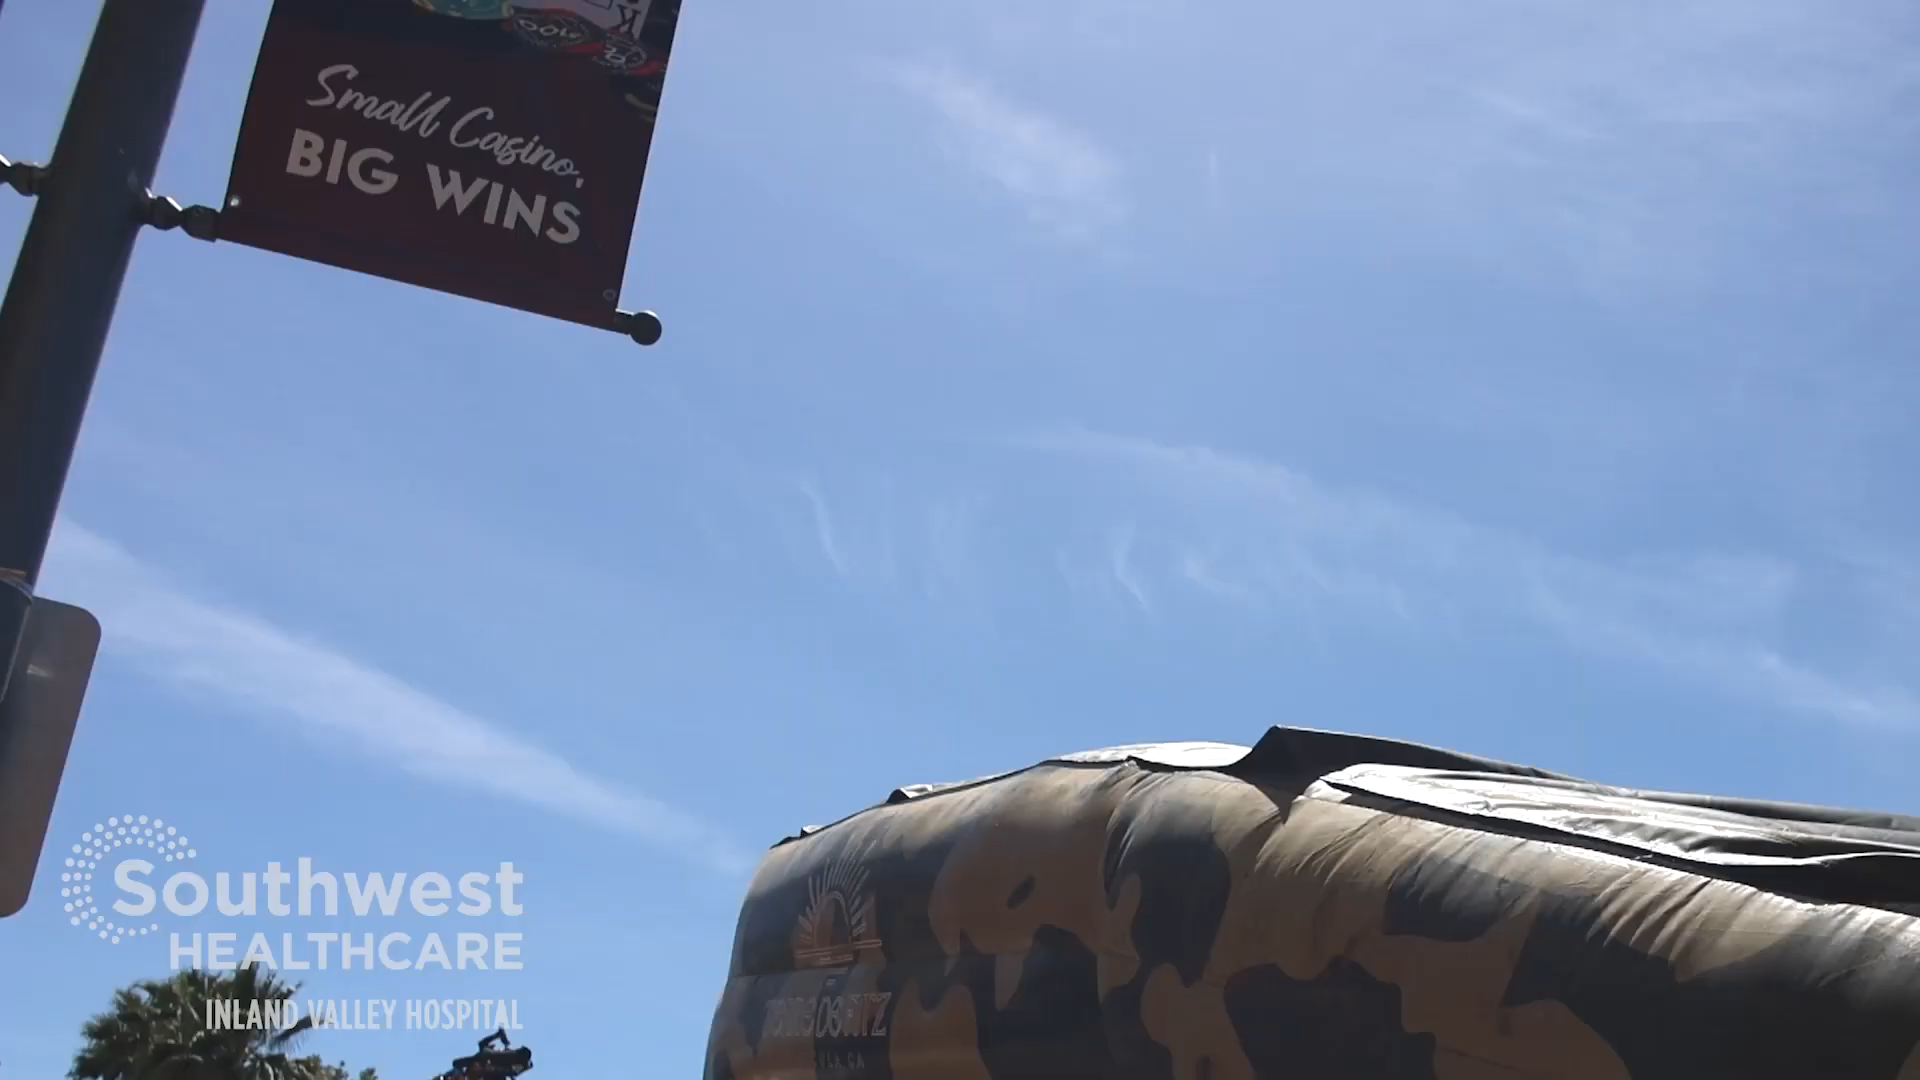 Small Casino,
BIG WINS
Southwest
HEALTHCARE
INLAND VALLEY HOSPITAL